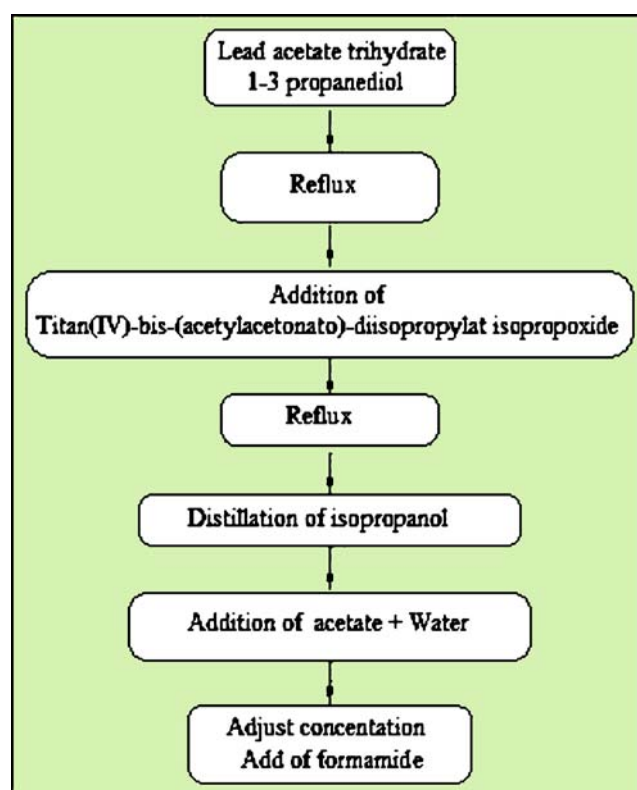 Lead acetate trihydrate
1-3 propanediol
Reflux
Addition of
Titan(IV)-bis-(acetylacetonato)-diisopropylat isopropoxide
Reflux
Distillation of isopropanol
Addition of acetate + Water
Adjust concentation
Add of formamide